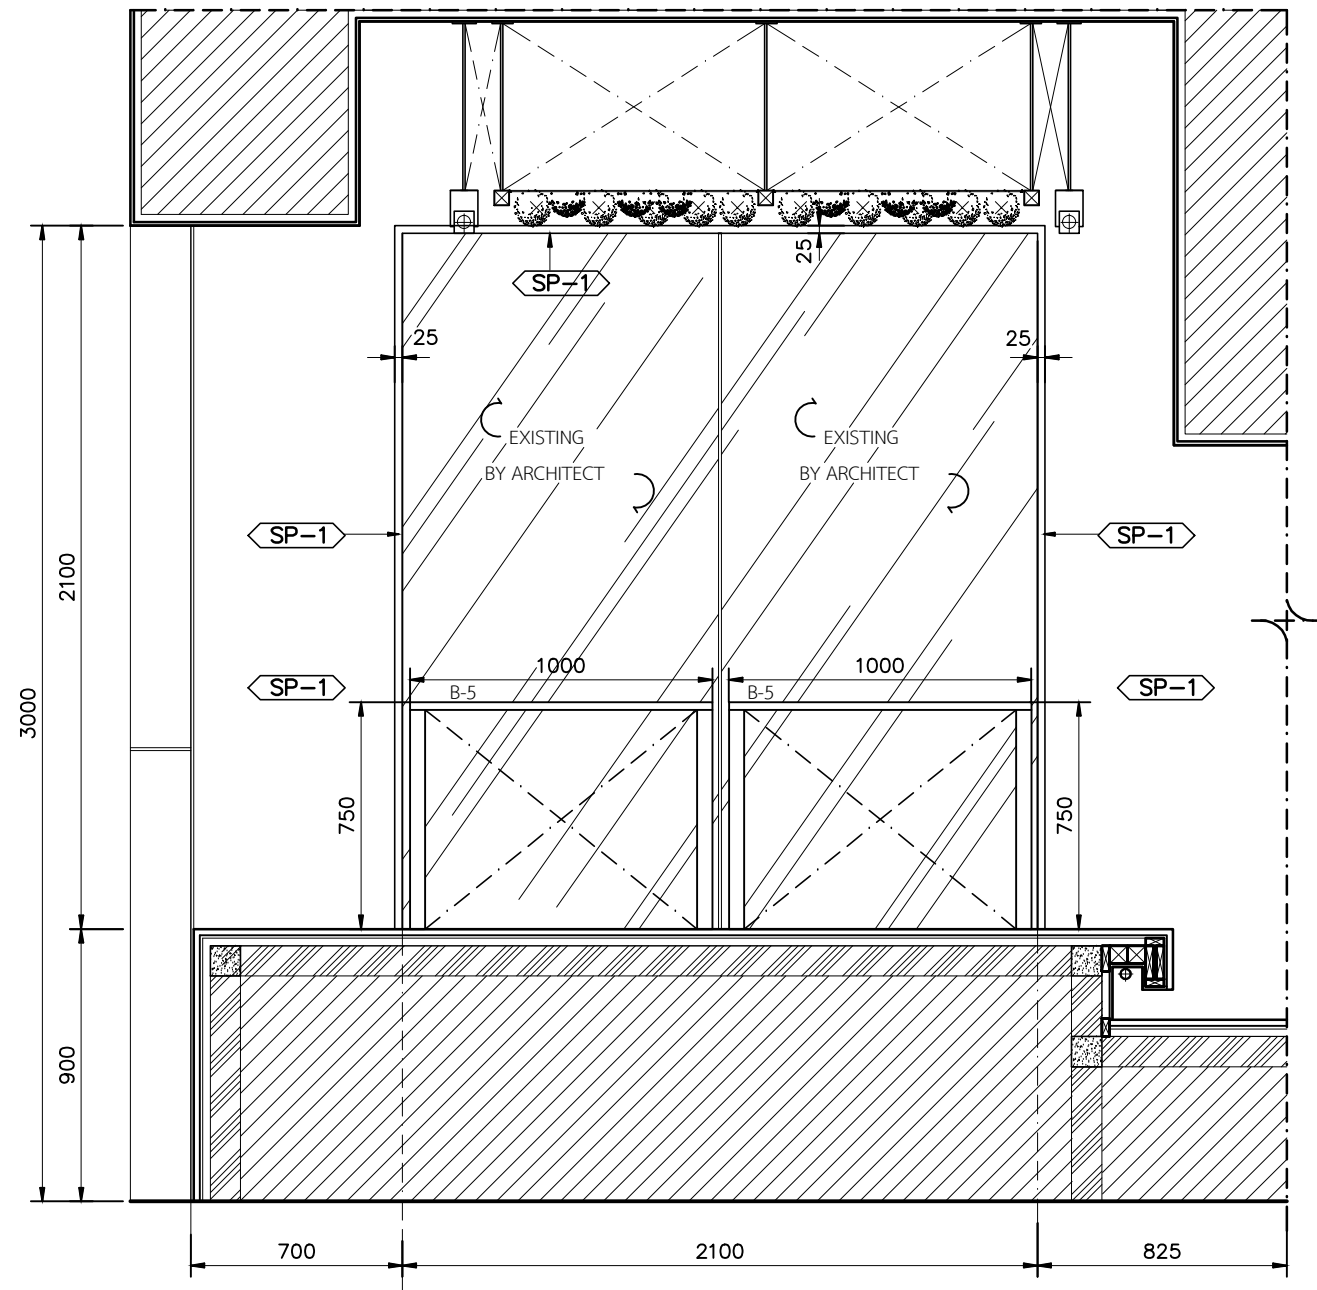 25
SP-1
25
25
EXISTING
BY ARCHITECT
EXISTING
BY ARCHITECT
SP-1
SP-1
2100
3000
1000
1000
SP-1
B-5
B-5
SP-1
750
750
900
700
2100
825